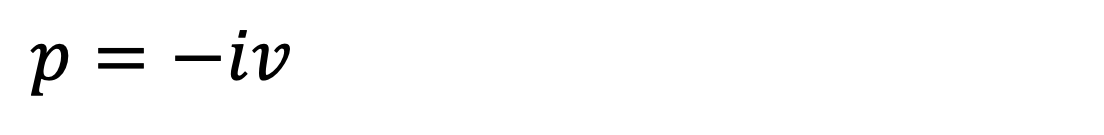 p = −iv